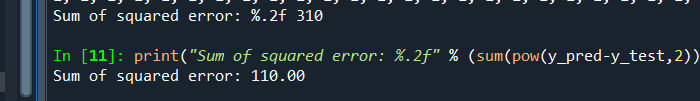 Sum of squared error: %.2f 310
In [11]: print("Sum of squared error: %.2f" % (sum(pow(y_pred-y_test,2))
Sum of squared error: 110.00